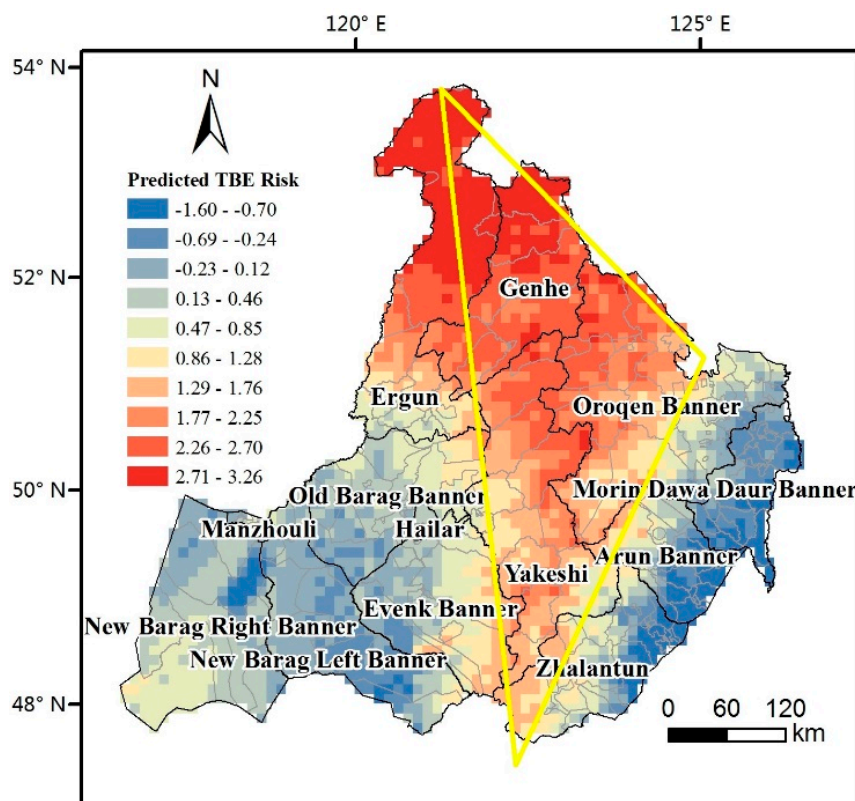 120° E
125° E
54° N
N
Predicted TBE Risk
-1.60 - -0.70
-0.69 - -0.24
-0.23 - 0.12
0.13 - 0.46
0.47 - 0.85
0.86 - 1.28
1.29 - 1.76
1.77 - 2.25
2.26 - 2.70
2.71 - 3.26
52° N
Genhe
Ergun
Oroqen Banner
50° N
Old Barag Banner
Morin Dawa Daur Banner
Manzhouli
Hailar
Arun Banner
Yakeshi
Evenk Banner
New Barag Right Banner
New Barag Left Banner
Zhalantun
48° N
0 60 120
km